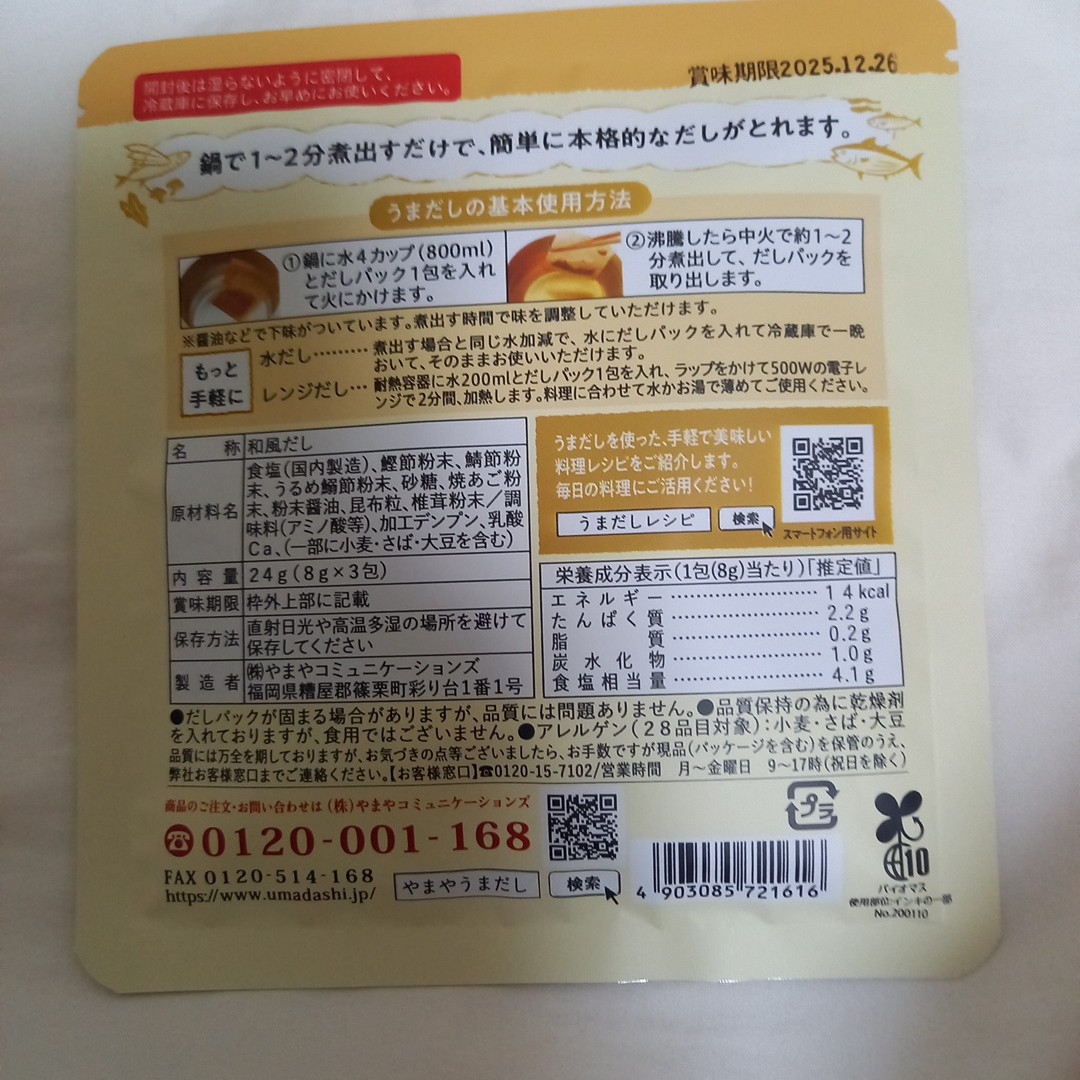 開封後は湿らないように密閉して、
冷蔵庫に保存し、お早めにお使いください。
賞味期限2025.12.26
鍋で1～2分煮出すだけで、簡単に本格的なだしがとれます。
うまだしの基本使用方法
①鍋に水4カップ(800ml)
とだしパック1包を入れ
て火にかけます。
②沸騰したら中火で約1～2
分煮出して、だしパックを
取り出します。
※醤油などで下味がついています。煮出す時間で味を調整していただけます。
もっと
手軽に
水だし………煮出す場合と同じ水加減で、水にだしパックを入れて冷蔵庫で一晩
おいて、そのままお使いいただけます。
レンジだし…耐熱容器に水200mlとだしパック1包を入れ、ラップをかけて500Wの電子レ
ンジで2分間、加熱します。料理に合わせて水かお湯で薄めてご使用ください。
名称 和風だし
原材料名 食塩(国内製造)、鰹節粉末、鯖節粉
末、うるめ鰯節粉末、砂糖、焼あご粉
末、粉末醤油、昆布粒、椎茸粉末／調
味料(アミノ酸等)、加工デンプン、乳酸
Ca、(一部に小麦・さば・大豆を含む)
内容量 24g(8g×3包)
賞味期限 枠外上部に記載
保存方法 直射日光や高温多湿の場所を避けて
保存してください
製造者 ㈱やまやコミュニケーションズ
福岡県糟屋郡篠栗町彩り台1番1号
うまだしを使った、手軽で美味しい
料理レシピをご紹介します。
毎日の料理にご活用ください!
うまだしレシピ 検索
スマートフォン用サイト
栄養成分表示(1包(8g)当たり)「推定値」
エネルギー……………………14kcal
たんぱく質……………………2.2g
脂質……………………0.2g
炭水化物……………………1.0g
食塩相当量……………………4.1g
●だしパックが固まる場合がありますが、品質には問題ありません。●品質保持の為に乾燥剤
を入れておりますが、食用ではございません。●アレルゲン(28品目対象):小麦・さば・大豆
品質には万全を期しておりますが、お気づきの点等ございましたら、お手数ですが現品(パッケージを含む)を保管のうえ、
弊社お客様窓口までご連絡ください。【お客様窓口】☎0120-15-7102/営業時間 月～金曜日 9～17時(祝日を除く)
商品のご注文・お問い合わせは(株)やまやコミュニケーションズ
0120-001-168
FAX 0120-514-168
https://www.umadashi.jp/
やまやうまだし 検索
4 903085 721616
プラ
10
バイオマス
使用部位:インキの一部
No.200110